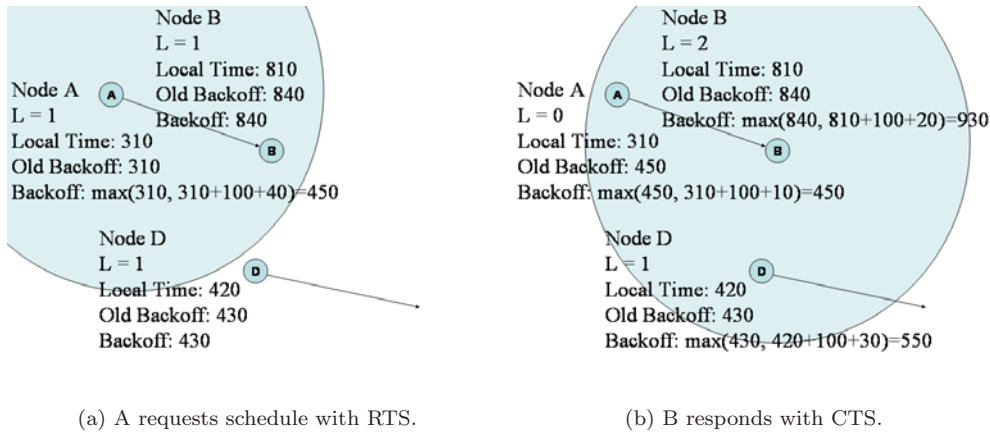 Node B
L = 1
Local Time: 810
Old Backoff: 840
Backoff: 840
A
Node A
L = 1
Local Time: 310
Old Backoff: 310
Backoff: max(310, 310+100+40)=450
B
Node D
L = 1
Local Time: 420
Old Backoff: 430
Backoff: 430
D
(a) A requests schedule with RTS.
Node B
L = 2
Local Time: 810
Old Backoff: 840
Backoff: max(840, 810+100+20)=930
A
Node A
L = 0
Local Time: 310
Old Backoff: 450
Backoff: max(450, 310+100+10)=450
B
Node D
L = 1
Local Time: 420
Old Backoff: 430
Backoff: max(430, 420+100+30)=550
D
(b) B responds with CTS.